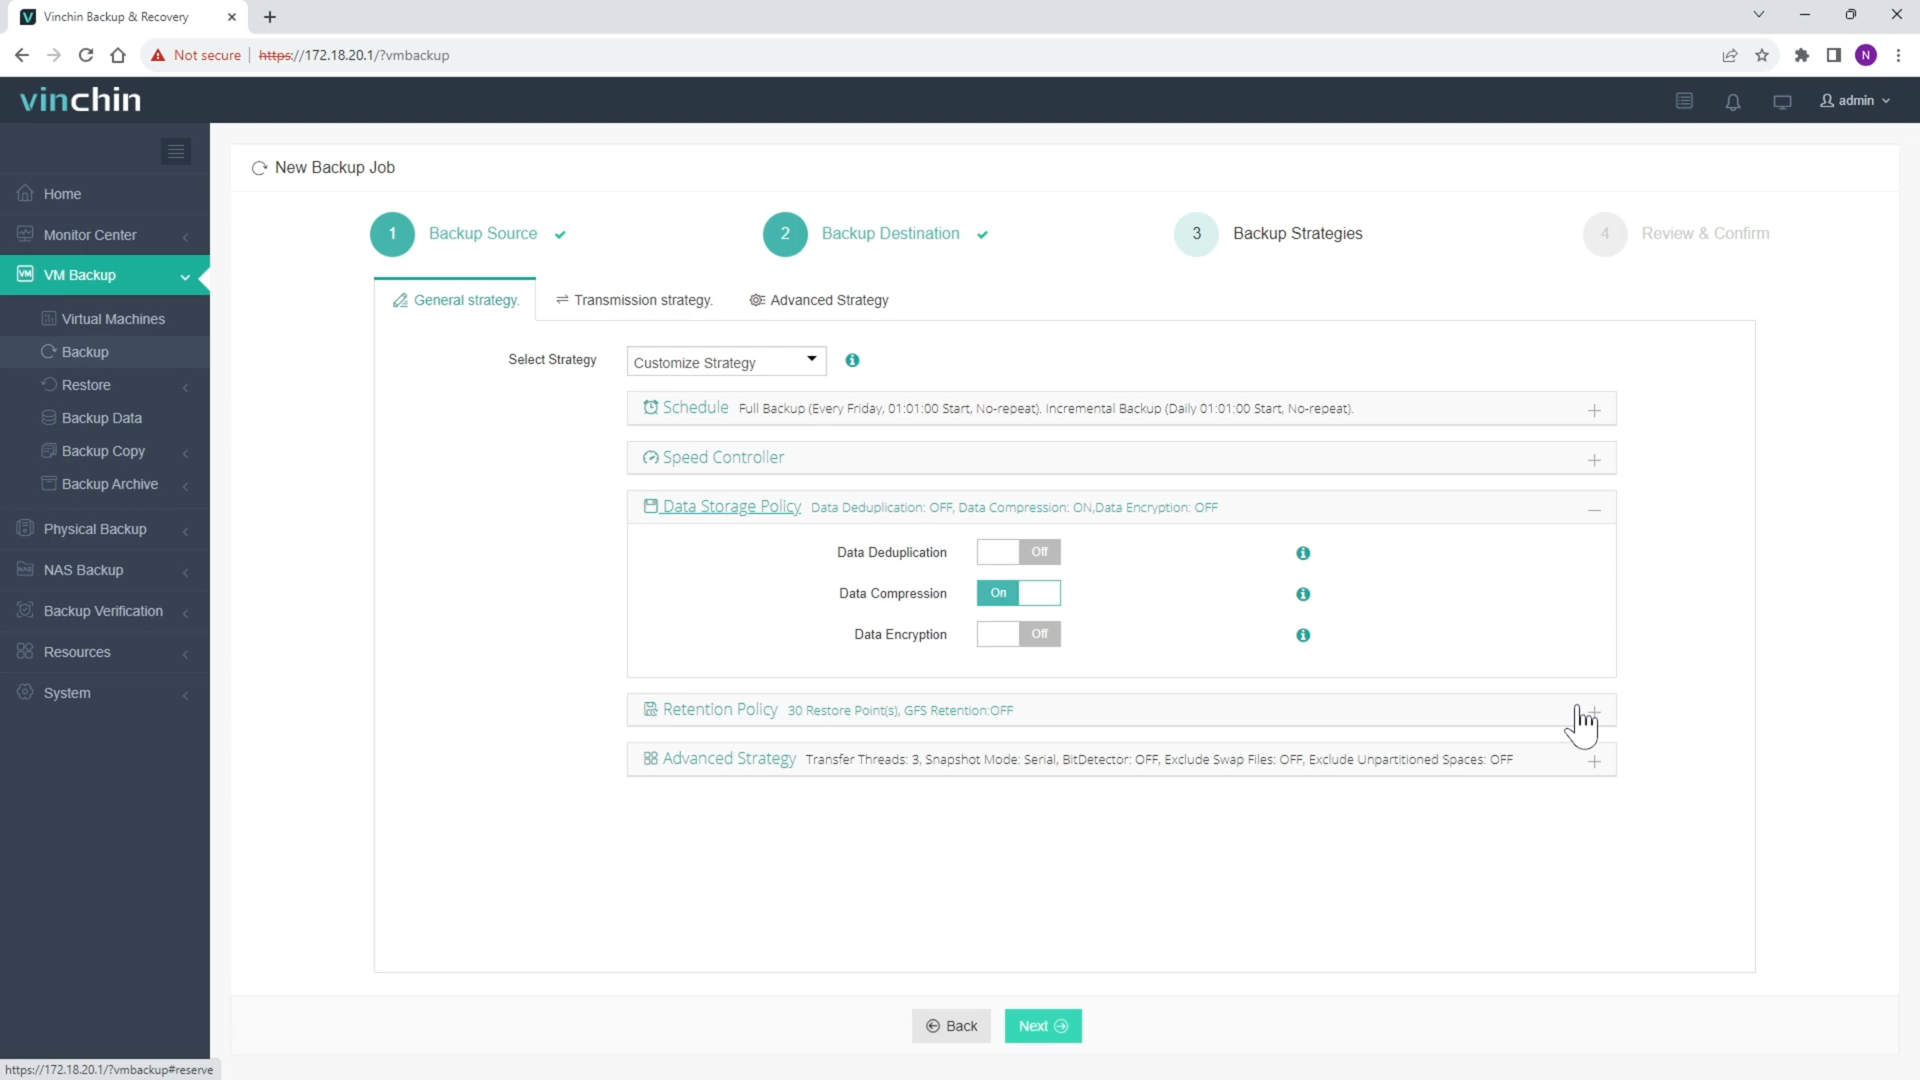 Vinchin Backup & Recovery
Not secure | https://172.18.20.1/?vmbackup
N
vinchin
admin
Home
Monitor Center
VM Backup
Virtual Machines
Backup
Restore
Backup Data
Backup Copy
Backup Archive
Physical Backup
NAS Backup
Backup Verification
Resources
System
New Backup Job
1 Backup Source
2 Backup Destination
3 Backup Strategies
4 Review & Confirm
General strategy.
Transmission strategy.
Advanced Strategy
Select Strategy
Customize Strategy
Schedule Full Backup (Every Friday, 01:01:00 Start, No-repeat). Incremental Backup (Daily 01:01:00 Start, No-repeat).
Speed Controller
Data Storage Policy Data Deduplication: OFF, Data Compression: ON,Data Encryption: OFF
Data Deduplication Off
Data Compression On
Data Encryption Off
Retention Policy 30 Restore Point(s), GFS Retention:OFF
Advanced Strategy Transfer Threads: 3, Snapshot Mode: Serial, BitDetector: OFF, Exclude Swap Files: OFF, Exclude Unpartitioned Spaces: OFF
Back
Next
https://172.18.20.1/?vmbackup#reserve